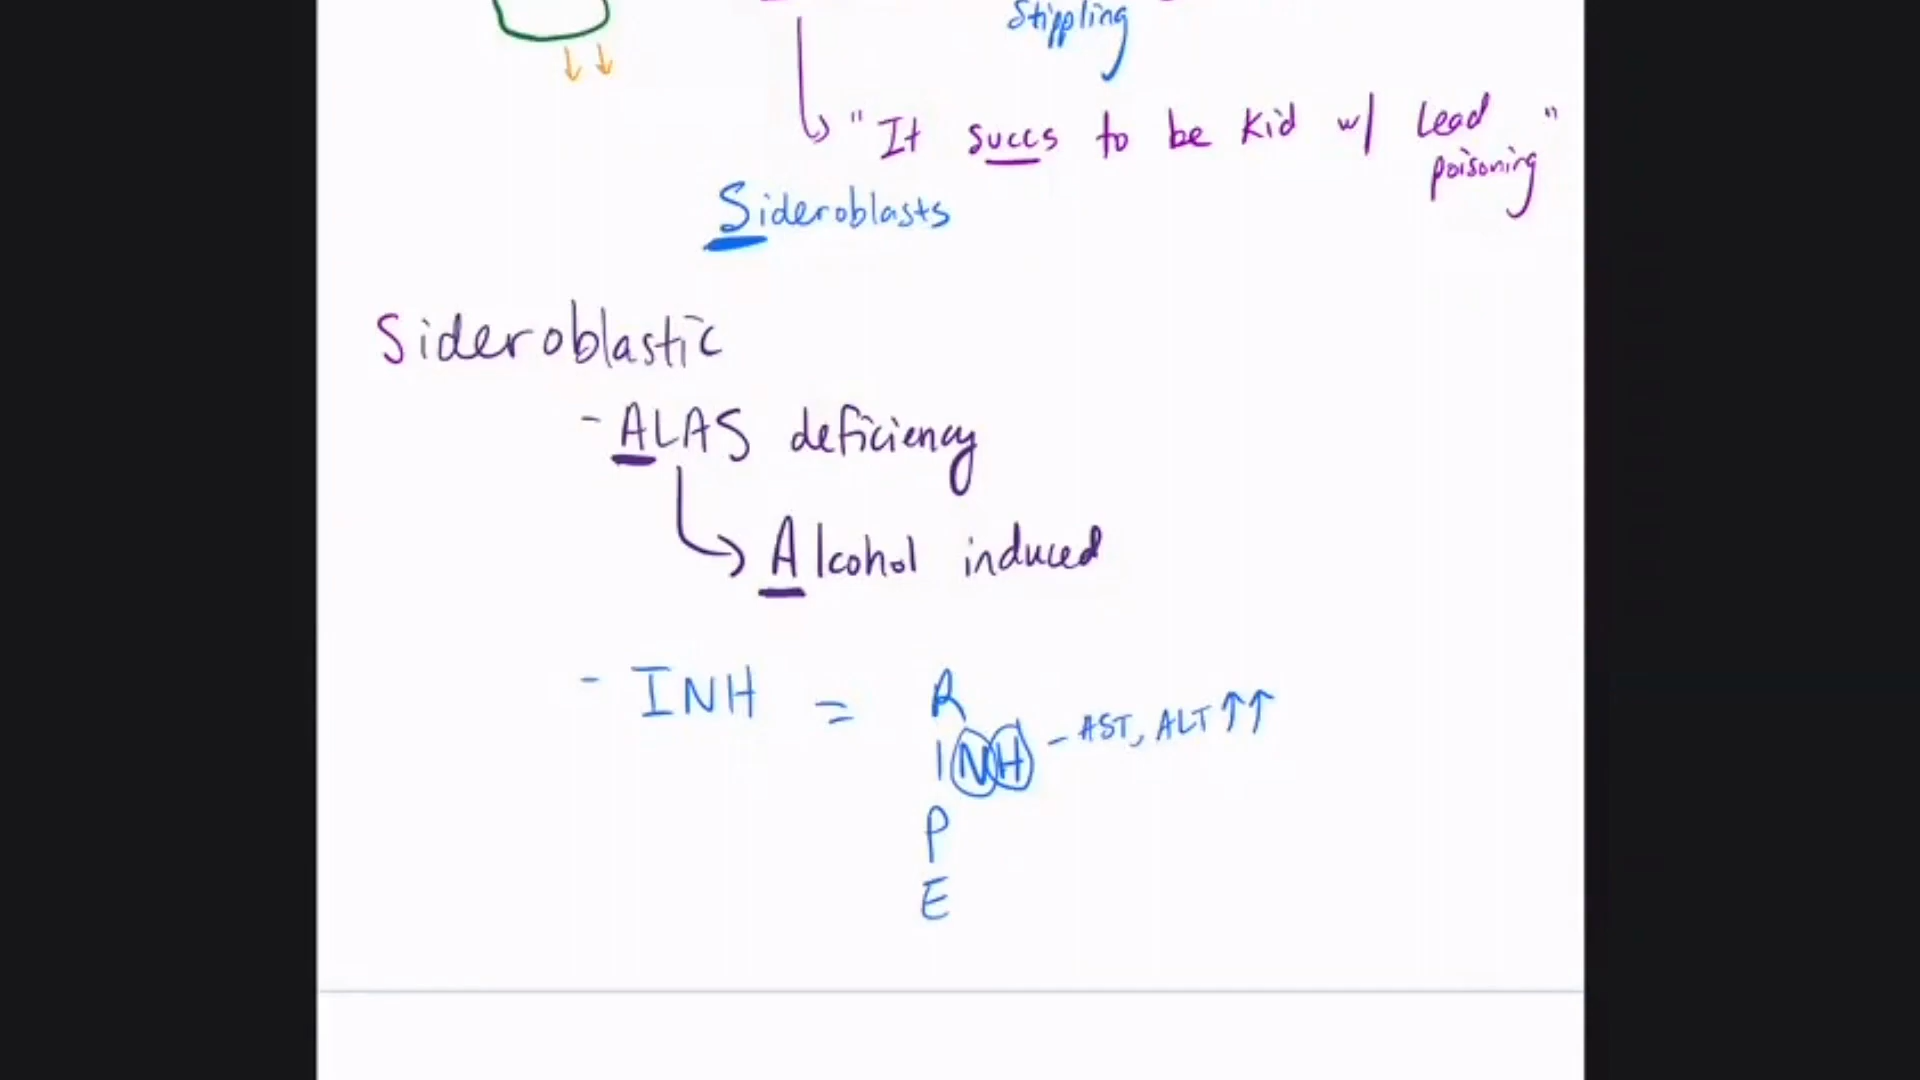 Stippling
"It succs to be kid w/ Lead poisoning"
Sideroblasts
Sideroblastic
- ALAS deficiency
Alcohol induced
- INH = R
INH - AST, ALT ↑↑
P
E